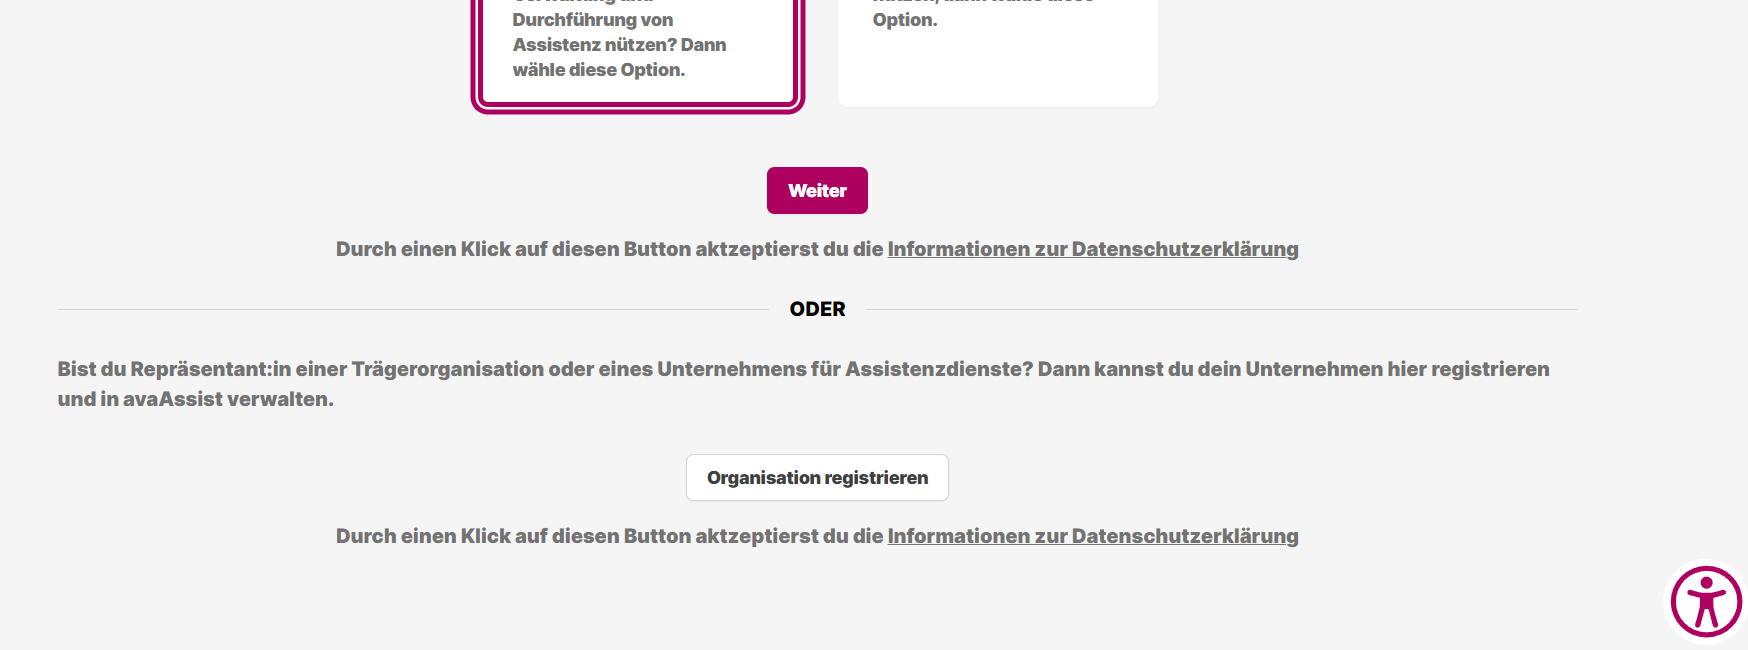 Durchführung von
Assistenz nützen? Dann
wähle diese Option.
Option.
Weiter
Durch einen Klick auf diesen Button aktzeptierst du die Informationen zur Datenschutzerklärung
ODER
Bist du Repräsentant:in einer Trägerorganisation oder eines Unternehmens für Assistenzdienste? Dann kannst du dein Unternehmen hier registrieren
und in avaAssist verwalten.
Organisation registrieren
Durch einen Klick auf diesen Button aktzeptierst du die Informationen zur Datenschutzerklärung